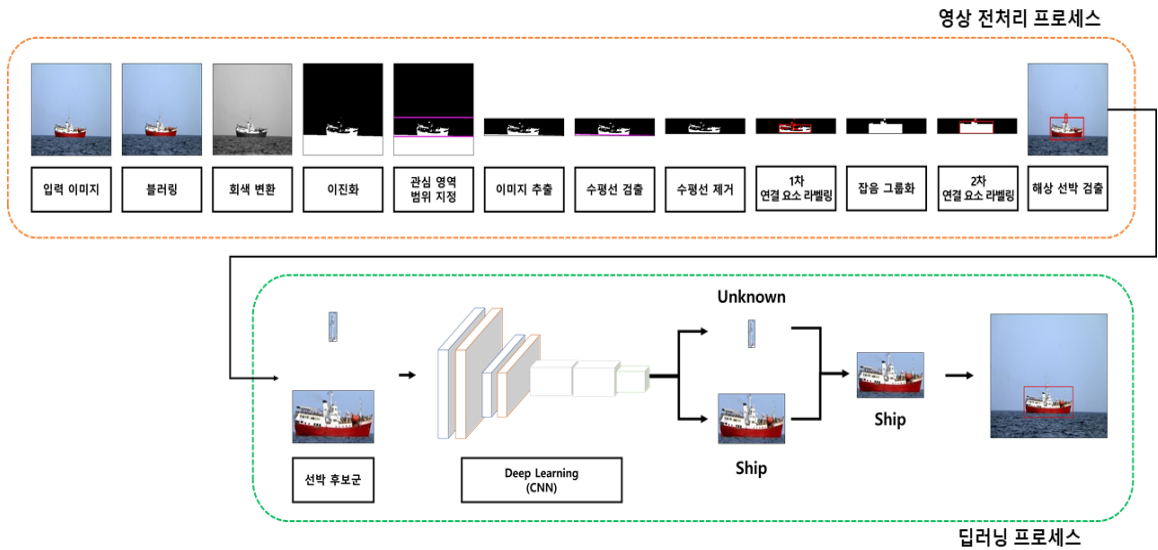 영상 전처리 프로세스
입력 이미지
블러링
회색 변환
이진화
관심 영역
범위 지정
이미지 추출
수평선 검출
수평선 제거
1차
연결 요소 라벨링
잡음 그룹화
2차
연결 요소 라벨링
해상 선박 검출
Unknown
Ship
Ship
선박 후보군
Deep Learning
(CNN)
딥러닝 프로세스